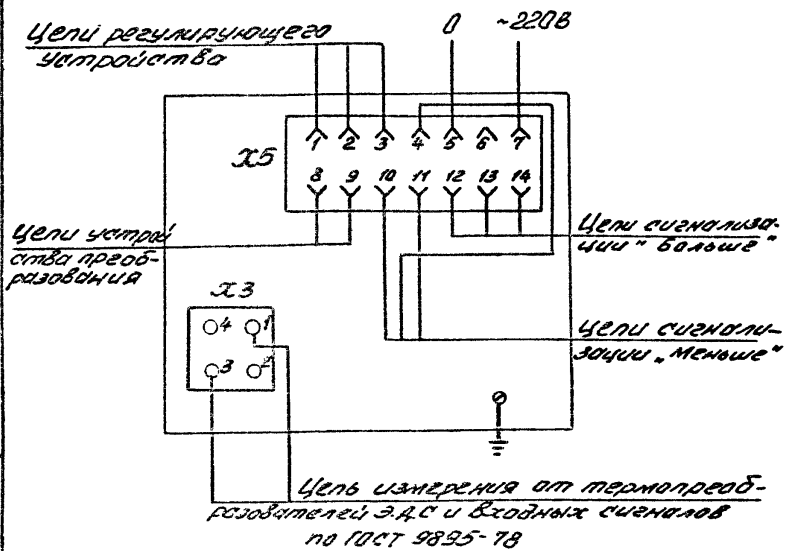 Цепи регулирующего
устройства
0 ~220В
Х5
1 2 3 4 5 6 7
8 9 10 11 12 13 14
Цепи устрой
ства преоб-
разования
Цепи сигнализа-
ции " Больше "
Х3
4 1
3 2
Цепи сигнали-
зации „ Меньше "
Цепь измерения от термопреоб-
разователей Э.Д.С и входных сигналов
по ГОСТ 9895-78